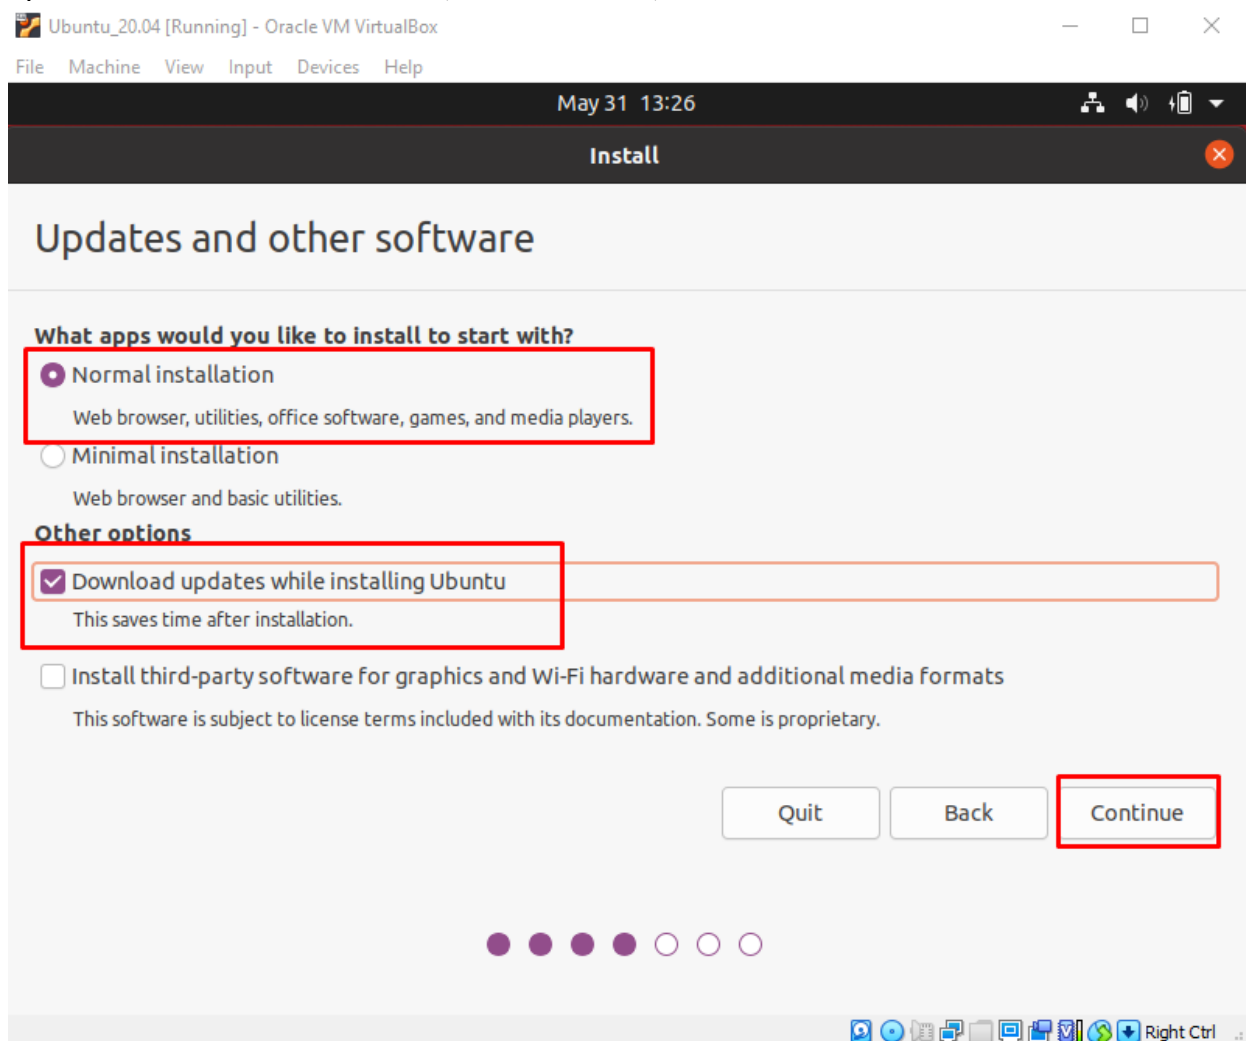 Ubuntu_20.04 [Running] - Oracle VM VirtualBox
File Machine View Input Devices Help
May 31 13:26
Install
Updates and other software
What apps would you like to install to start with?
Normal installation
Web browser, utilities, office software, games, and media players.
Minimal installation
Web browser and basic utilities.
Other options
Download updates while installing Ubuntu
This saves time after installation.
Install third-party software for graphics and Wi-Fi hardware and additional media formats
This software is subject to license terms included with its documentation. Some is proprietary.
Quit Back Continue
Right Ctrl